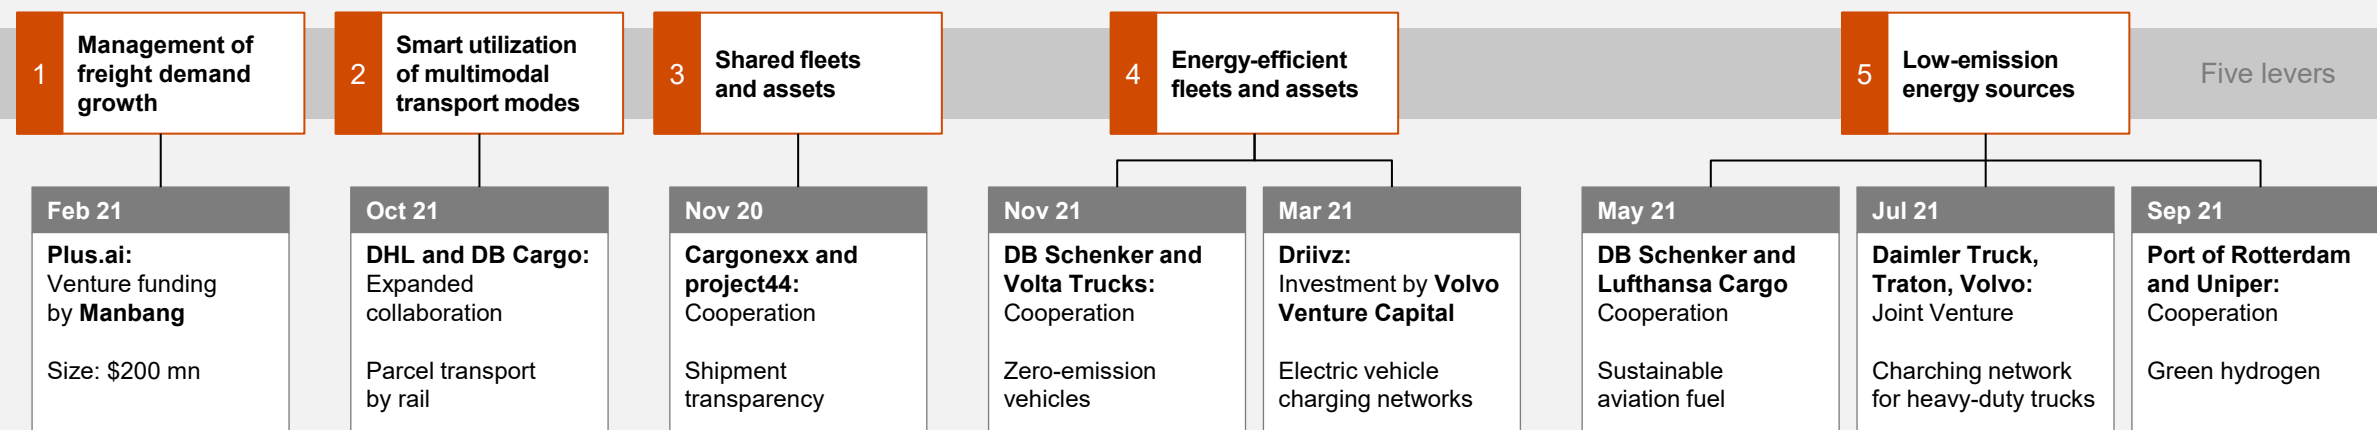 1
Management of
freight demand
growth
2
Smart utilization
of multimodal
transport modes
3
Shared fleets
and assets
4
Energy-efficient
fleets and assets
5
Low-emission
energy sources
Five levers
Feb 21
Plus.ai:
Venture funding
by Manbang
Size: $200 mn
Oct 21
DHL and DB Cargo:
Expanded
collaboration
Parcel transport
by rail
Nov 20
Cargonexx and
project44:
Cooperation
Shipment
transparency
Nov 21
DB Schenker and
Volta Trucks:
Cooperation
Zero-emission
vehicles
Mar 21
Driivz:
Investment by Volvo
Venture Capital
Electric vehicle
charging networks
May 21
DB Schenker and
Lufthansa Cargo
Cooperation
Sustainable
aviation fuel
Jul 21
Daimler Truck,
Traton, Volvo:
Joint Venture
Charching network
for heavy-duty trucks
Sep 21
Port of Rotterdam
and Uniper:
Cooperation
Green hydrogen